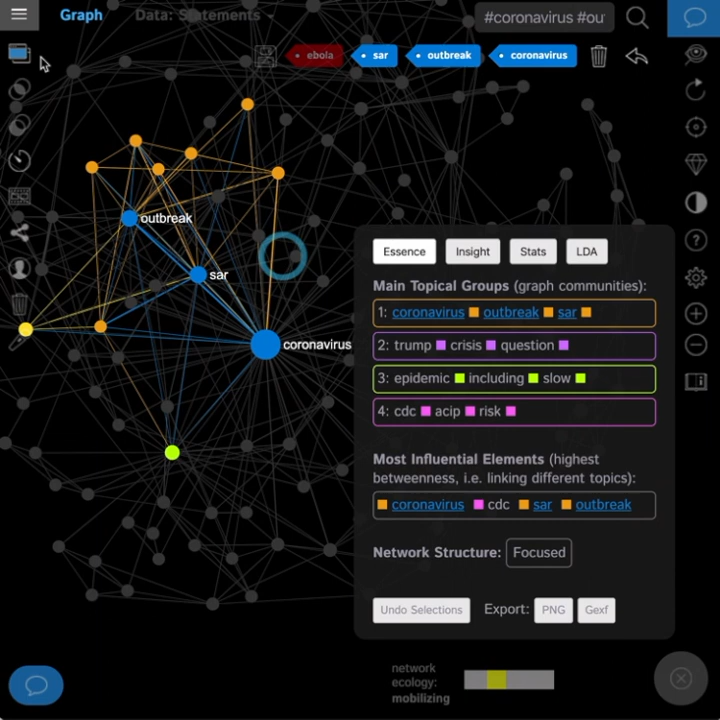 Graph
Data: Statements
#coronavirus #ou
ebola
sar
outbreak
coronavirus
outbreak
sar
coronavirus
Essence
Insight
Stats
LDA
Main Topical Groups (graph communities):
1: coronavirus outbreak sar
2: trump crisis question
3: epidemic including slow
4: cdc acip risk
Most Influential Elements (highest
betweenness, i.e. linking different topics):
coronavirus cdc sar outbreak
Network Structure: Focused
Undo Selections
Export: PNG Gexf
network
ecology:
mobilizing